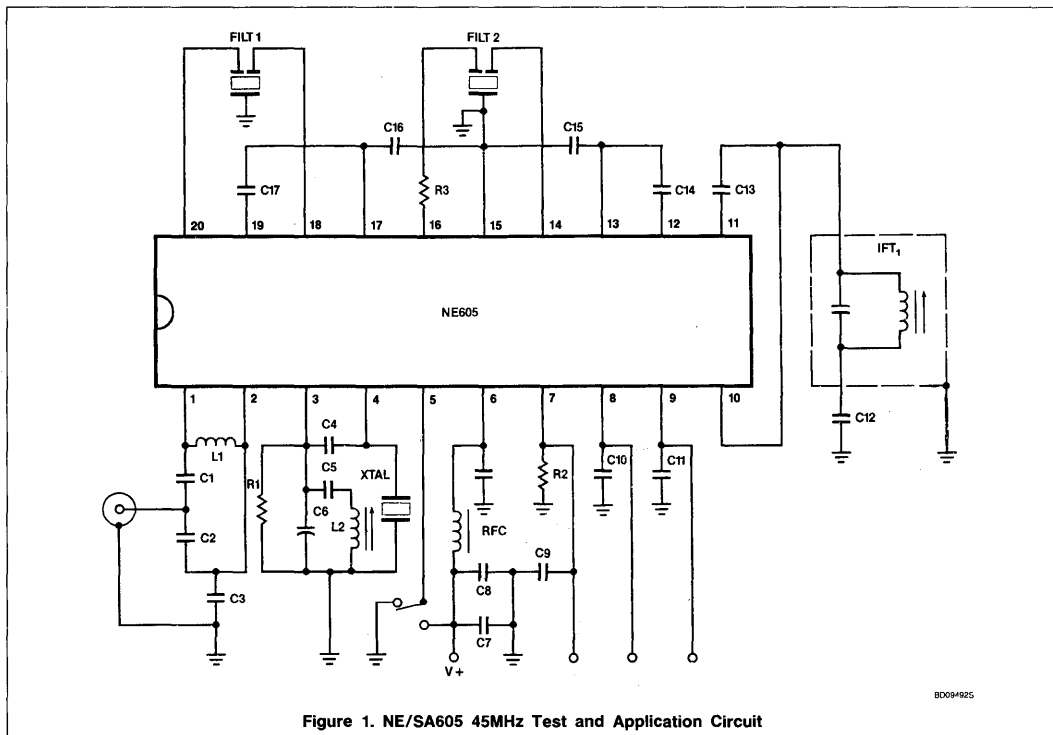 FILT 1 FILT 2
C16 C15
C17 R3 C14 C13
20 19 18 17 16 15 14 13 12 11
IFT1
NE605
1 2 3 4 5 6 7 8 9 10
C12
L1 C4
C5 XTAL
C1 R1 R2 C10 C11
C6 L2 RFC
C2 C9
C8
C3
C7
V+
BD09492S
Figure 1. NE/SA605 45MHz Test and Application Circuit